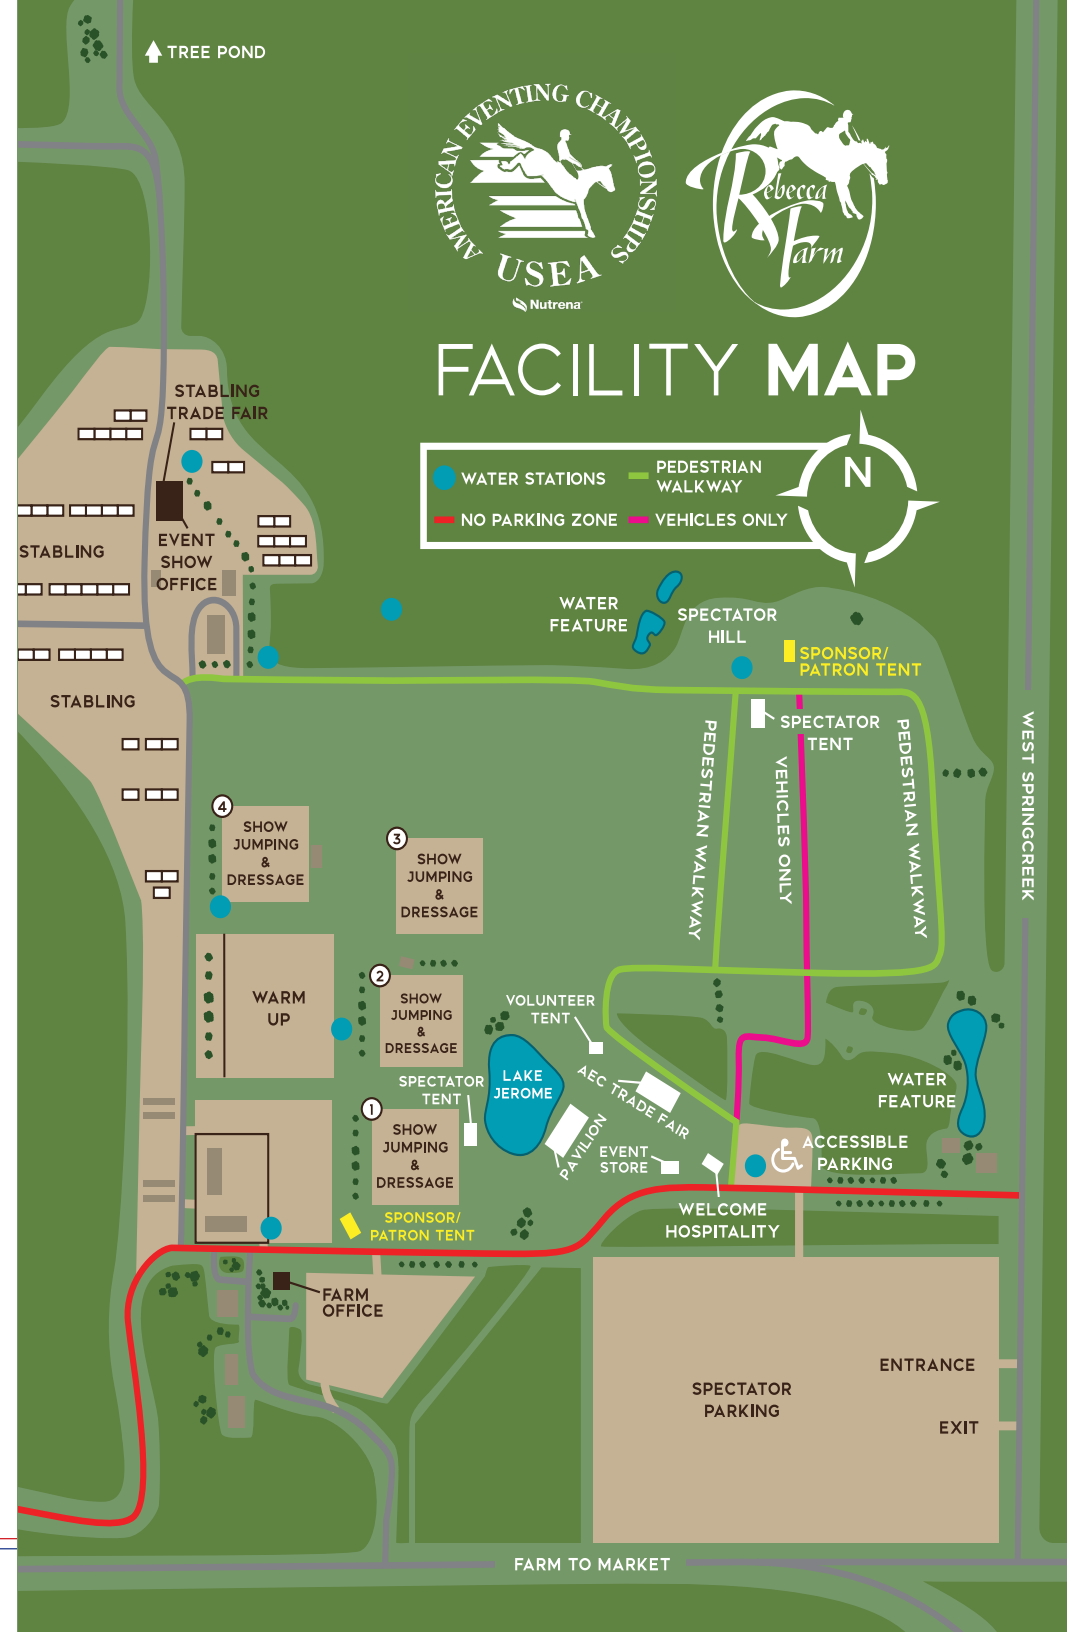 TREE POND
AMERICAN EVENTING CHAMPIONSHIPS
USEA
Nutrena
Rebecca
Farm
FACILITY MAP
WATER STATIONS
PEDESTRIAN
WALKWAY
NO PARKING ZONE
VEHICLES ONLY
N
STABLING
TRADE FAIR
STABLING
EVENT
SHOW
OFFICE
WATER
FEATURE
SPECTATOR
HILL
SPONSOR/
PATRON TENT
STABLING
SPECTATOR
TENT
PEDESTRIAN WALKWAY
VEHICLES ONLY
PEDESTRIAN WALKWAY
WEST SPRINGCREEK
4
SHOW
JUMPING
&
DRESSAGE
3
SHOW
JUMPING
&
DRESSAGE
WARM
UP
2
SHOW
JUMPING
&
DRESSAGE
VOLUNTEER
TENT
SPECTATOR
TENT
LAKE
JEROME
AEC TRADE FAIR
PAVILION
WATER
FEATURE
1
SHOW
JUMPING
&
DRESSAGE
EVENT
STORE
ACCESSIBLE
PARKING
WELCOME
HOSPITALITY
SPONSOR/
PATRON TENT
FARM
OFFICE
SPECTATOR
PARKING
ENTRANCE
EXIT
FARM TO MARKET